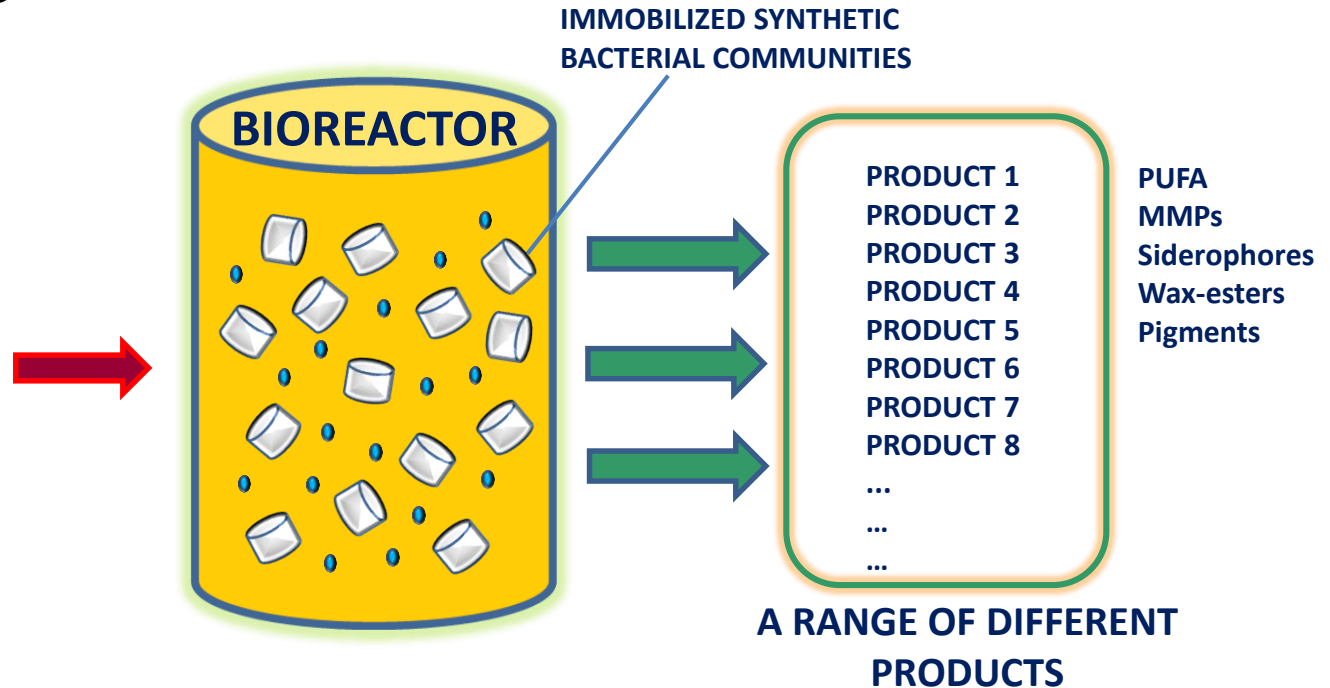 IMMOBILIZED SYNTHETIC
BACTERIAL COMMUNITIES
BIOREACTOR
PRODUCT 1
PRODUCT 2
PRODUCT 3
PRODUCT 4
PRODUCT 5
PRODUCT 6
PRODUCT 7
PRODUCT 8
...
...
...
PUFA
MMPs
Siderophores
Wax-esters
Pigments
A RANGE OF DIFFERENT
PRODUCTS